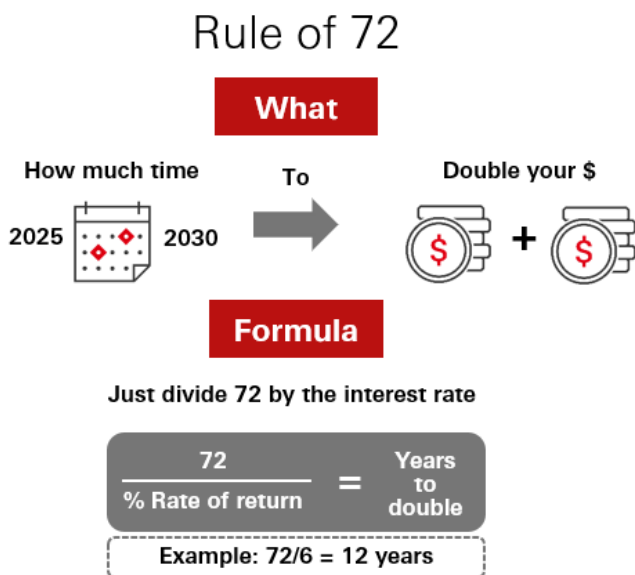 Rule of 72
What
How much time
To
Double your $
2025
2030
$ + $
Formula
Just divide 72 by the interest rate
72
% Rate of return
=
Years
to
double
Example: 72/6 = 12 years